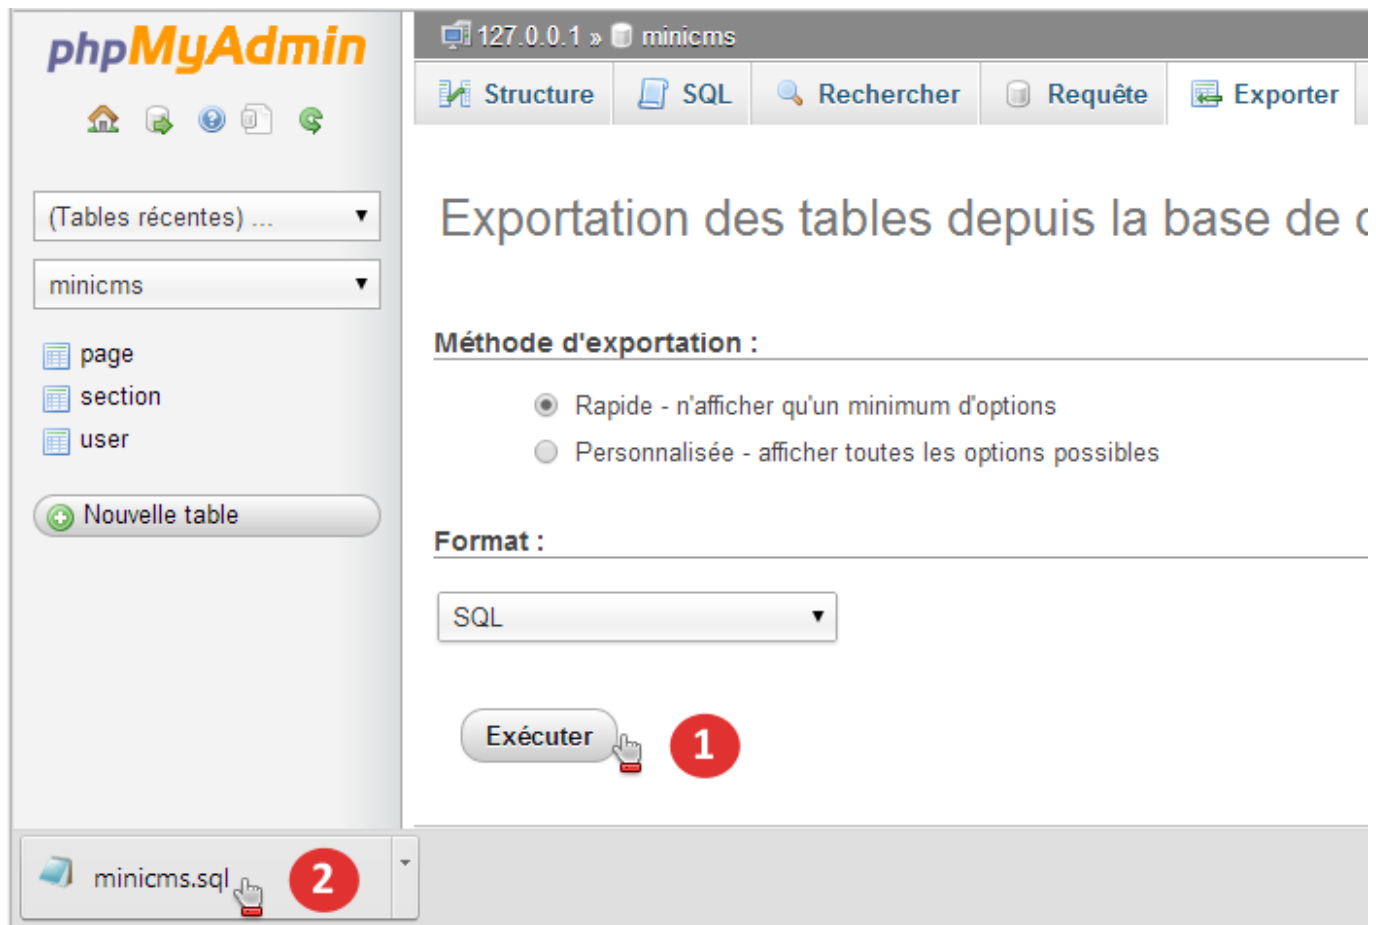 phpMyAdmin
127.0.0.1 » minicms
Structure SQL Rechercher Requête Exporter
(Tables récentes) ...
minicms
page
section
user
Nouvelle table
Exportation des tables depuis la base de
Méthode d'exportation :
Rapide - n'afficher qu'un minimum d'options
Personnalisée - afficher toutes les options possibles
Format :
SQL
Exécuter
1
minicms.sql
2